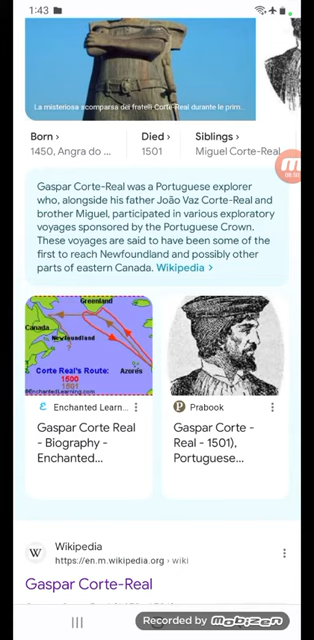 1:43
La misteriosa scomparsa dei fratelli Corte-Real durante le prim...
Born >
Died >
Siblings >
1450, Angra do ...
1501
Miguel Corte-Real
Gaspar Corte-Real was a Portuguese explorer
who, alongside his father João Vaz Corte-Real and
brother Miguel, participated in various exploratory
voyages sponsored by the Portuguese Crown.
These voyages are said to have been some of the
first to reach Newfoundland and possibly other
parts of eastern Canada. Wikipedia >
Greenland
Canada
Newfoundland
Corte Real's Route:
1500
1501
Azores
©EnchantedLearning.com
Enchanted Learn...
Gaspar Corte Real
- Biography -
Enchanted...
Prabook
Gaspar Corte -
Real - 1501),
Portuguese...
W
Wikipedia
https://en.m.wikipedia.org › wiki
Gaspar Corte-Real
Recorded by mobizen